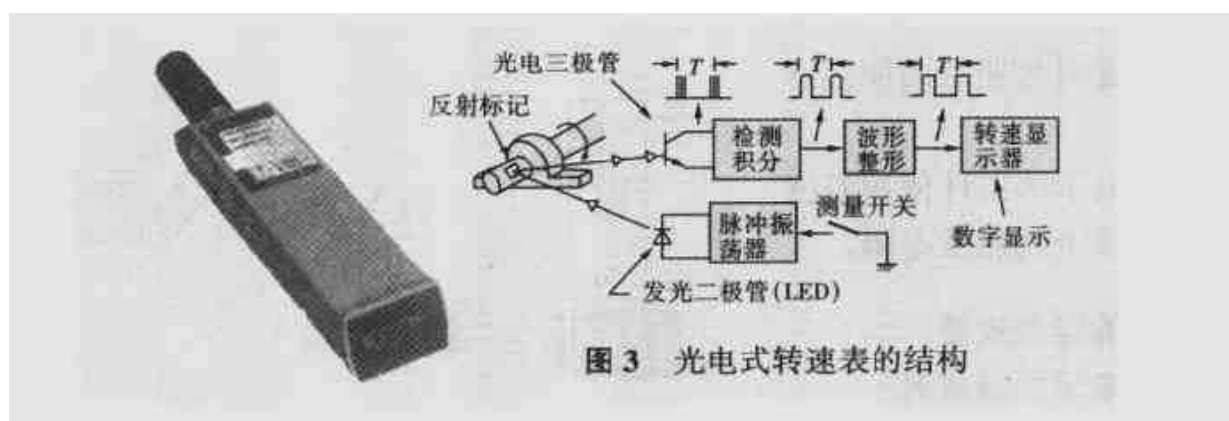 光电三极管
反射标记
T
T
T
检测
积分
波形
整形
转速显
示器
脉冲振
荡器
测量开关
数字显示
发光二极管(LED)
图 3 光电式转速表的结构